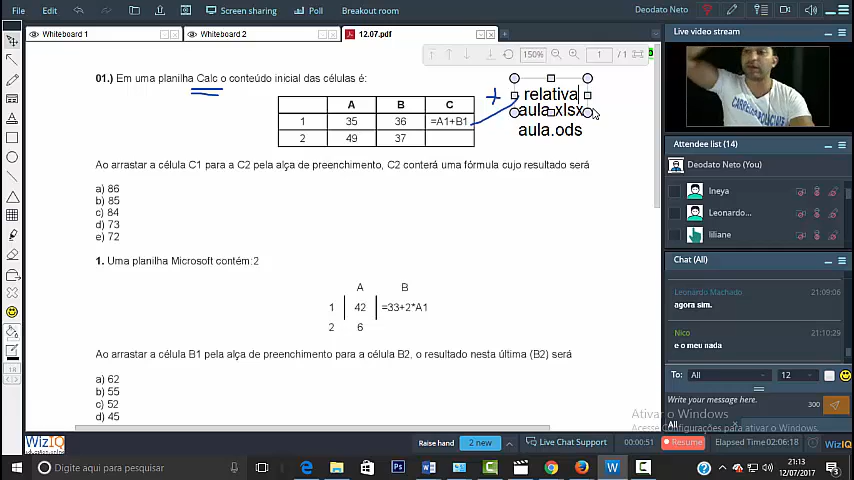 File Edit Screen sharing Poll Breakout room Deodato Neto
Whiteboard 1 Whiteboard 2 12.07.pdf
150% 1 /1
Live video stream
01.) Em uma planilha Calc o conteúdo inicial das células é:
A B C
1 35 36 =A1+B1
2 49 37
+ relativa
aula.xlsx
aula.ods
Ao arrastar a célula C1 para a C2 pela alça de preenchimento, C2 conterá uma fórmula cujo resultado será
a) 86
b) 85
c) 84
d) 73
e) 72
1. Uma planilha Microsoft contém:2
A B
1 42 =33+2*A1
2 6
Ao arrastar a célula B1 pela alça de preenchimento para a célula B2, o resultado nesta última (B2) será
a) 62
b) 55
c) 52
d) 45
18
Attendee list (4)
Deodato Neto (You)
Ineya
Leonardo...
liliane
Chat (All)
Leonardo Machado 21:09:06
agora sim.
Nico 21:10:29
e o meu nada
To: All 12
Write your message here. 300
All
Ativar o Windows
Acesse Configurações para ativar o Windows.
WizIQ
education.online
Raise hand 2 new Live Chat Support 00:00:51 Resume Elapsed Time: 02:06:18 WizIQ
Digite aqui para pesquisar
21:13
12/07/2017